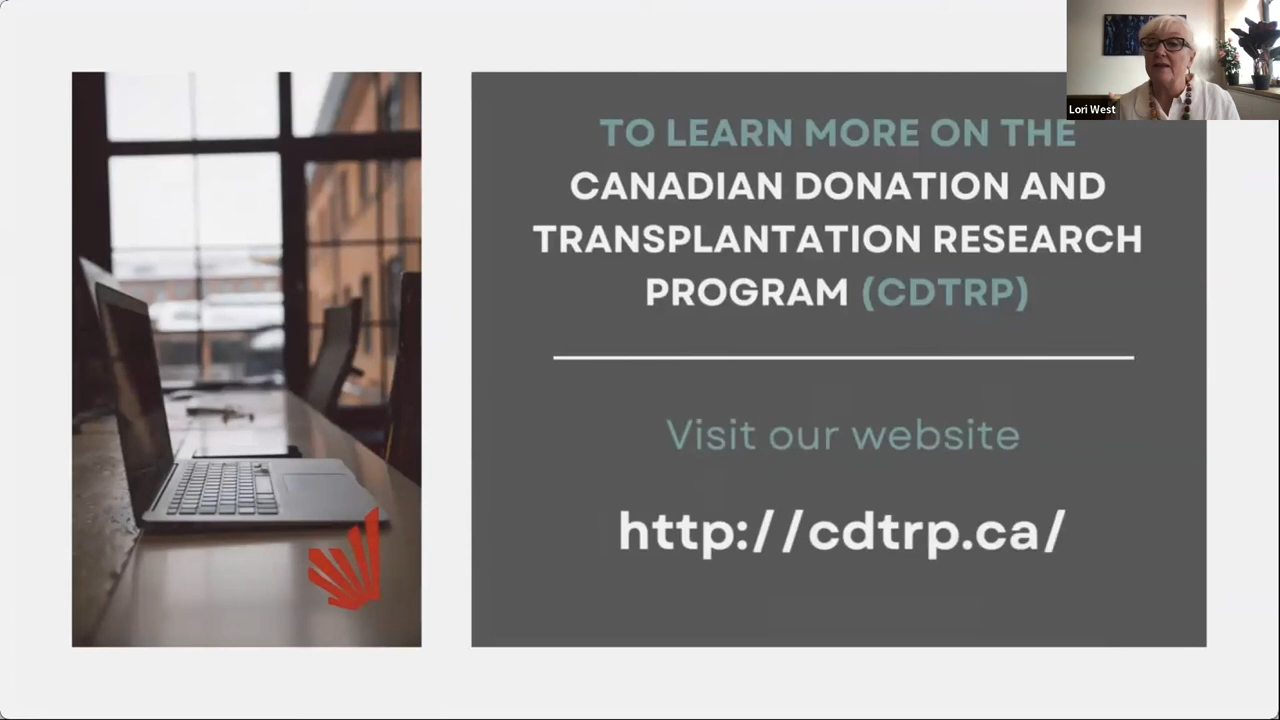 Lori West
TO LEARN MORE ON THE
CANADIAN DONATION AND
TRANSPLANTATION RESEARCH
PROGRAM (CDTRP)
Visit our website
http://cdtrp.ca/